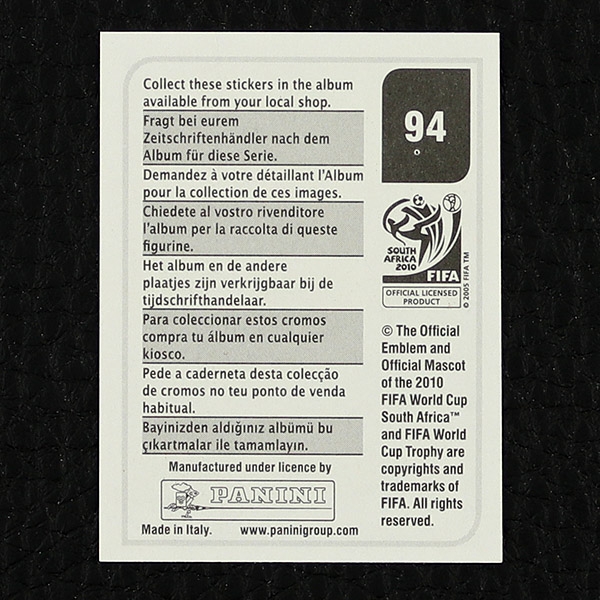 Collect these stickers in the album
available from your local shop.
Fragt bei eurem
Zeitschriftenhändler nach dem
Album für diese Serie.
Demandez à votre détaillant l'Album
pour la collection de ces images.
Chiedete al vostro rivenditore
l'album per la raccolta di queste
figurine.
Het album en de andere
plaatjes zijn verkrijgbaar bij de
tijdschrifthandelaar.
Para coleccionar estos cromos
compra tu álbum en cualquier
kiosco.
Pede a caderneta desta colecção
de cromos no teu ponto de venda
habitual.
Bayinizden aldığınız albümü bu
çıkartmalar ile tamamlayın.
Manufactured under licence by
PANINI
Made in Italy. www.paninigroup.com
94
SOUTH
AFRICA
2010
FIFA
OFFICIAL LICENSED
PRODUCT
© 2005 FIFA TM
© The Official
Emblem and
Official Mascot
of the 2010
FIFA World Cup
South Africa™
and FIFA World
Cup Trophy are
copyrights and
trademarks of
FIFA. All rights
reserved.